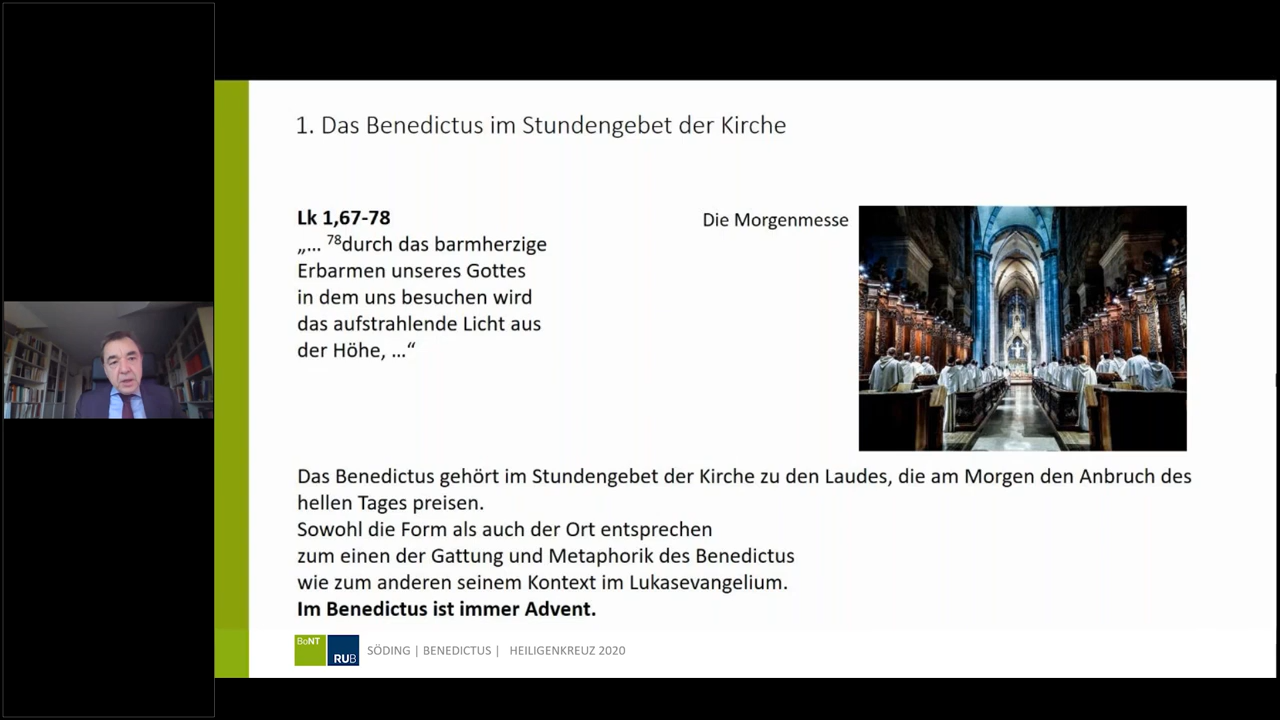 1. Das Benedictus im Stundengebet der Kirche
Lk 1,67-78
„… ⁷⁸durch das barmherzige
Erbarmen unseres Gottes
in dem uns besuchen wird
das aufstrahlende Licht aus
der Höhe, …“
Die Morgenmesse
Das Benedictus gehört im Stundengebet der Kirche zu den Laudes, die am Morgen den Anbruch des
hellen Tages preisen.
Sowohl die Form als auch der Ort entsprechen
zum einen der Gattung und Metaphorik des Benedictus
wie zum anderen seinem Kontext im Lukasevangelium.
Im Benedictus ist immer Advent.
BoNT
RUB
SÖDING | BENEDICTUS | HEILIGENKREUZ 2020